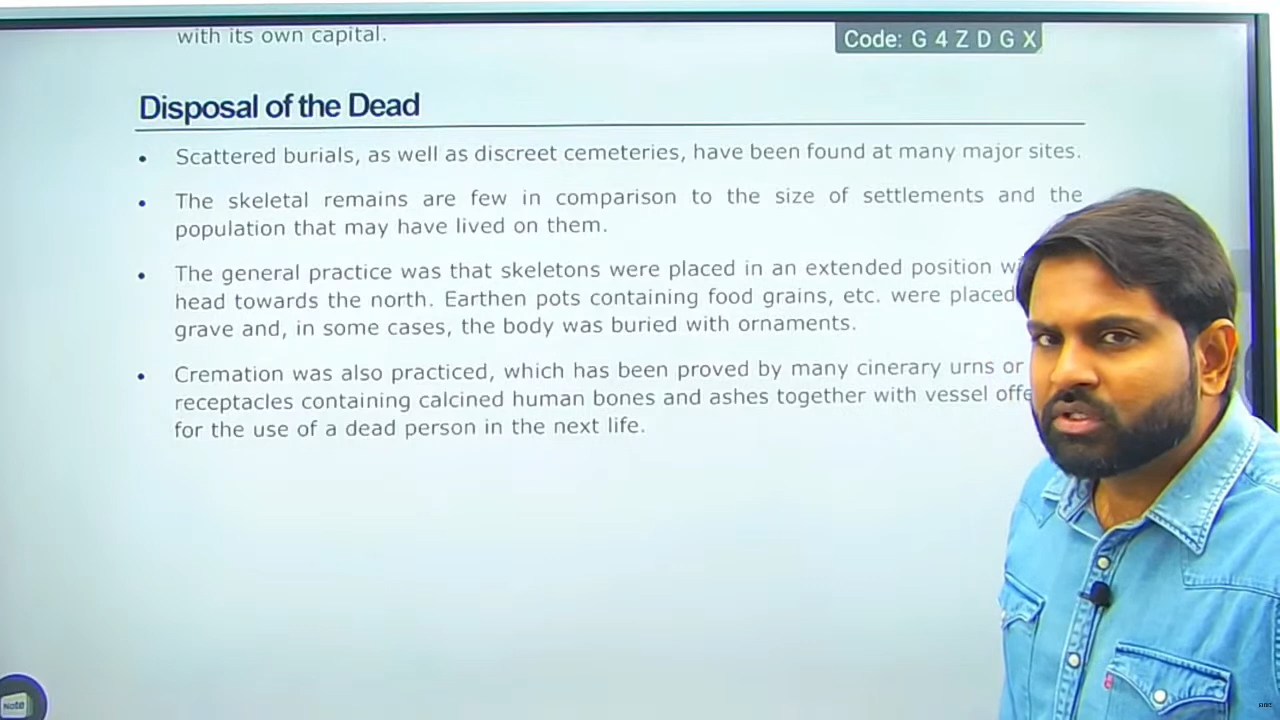 with its own capital.
Code: G 4 Z D G X
Disposal of the Dead
• Scattered burials, as well as discreet cemeteries, have been found at many major sites.
• The skeletal remains are few in comparison to the size of settlements and the
population that may have lived on them.
• The general practice was that skeletons were placed in an extended position
head towards the north. Earthen pots containing food grains, etc. were placed
grave and, in some cases, the body was buried with ornaments.
• Cremation was also practiced, which has been proved by many cinerary urns or
receptacles containing calcined human bones and ashes together with vessel
for the use of a dead person in the next life.
Note